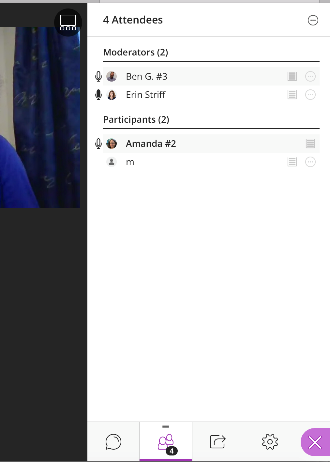 4 Attendees
Moderators (2)
Ben G. #3
Erin Striff
Participants (2)
Amanda #2
m
4